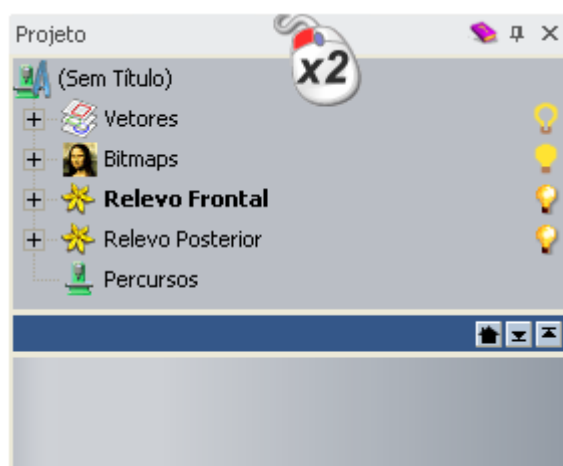 Projeto
x2
(Sem Título)
Vetores
Bitmaps
Relevo Frontal
Relevo Posterior
Percursos